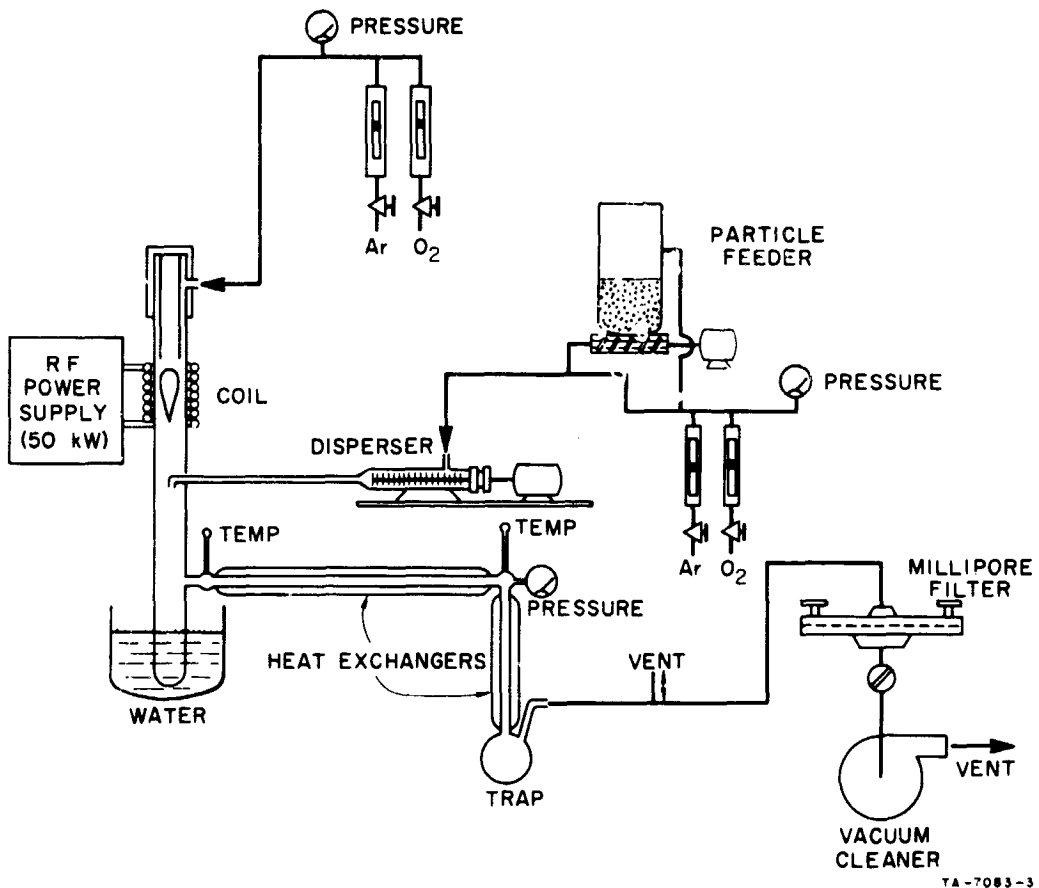 PRESSURE
Ar O2
PARTICLE
FEEDER
RF
POWER
SUPPLY
(50 kW)
COIL
PRESSURE
DISPERSER
TEMP
TEMP
Ar O2
MILLIPORE
FILTER
PRESSURE
HEAT EXCHANGERS
VENT
WATER
TRAP
VENT
VACUUM
CLEANER
TA-7083-3